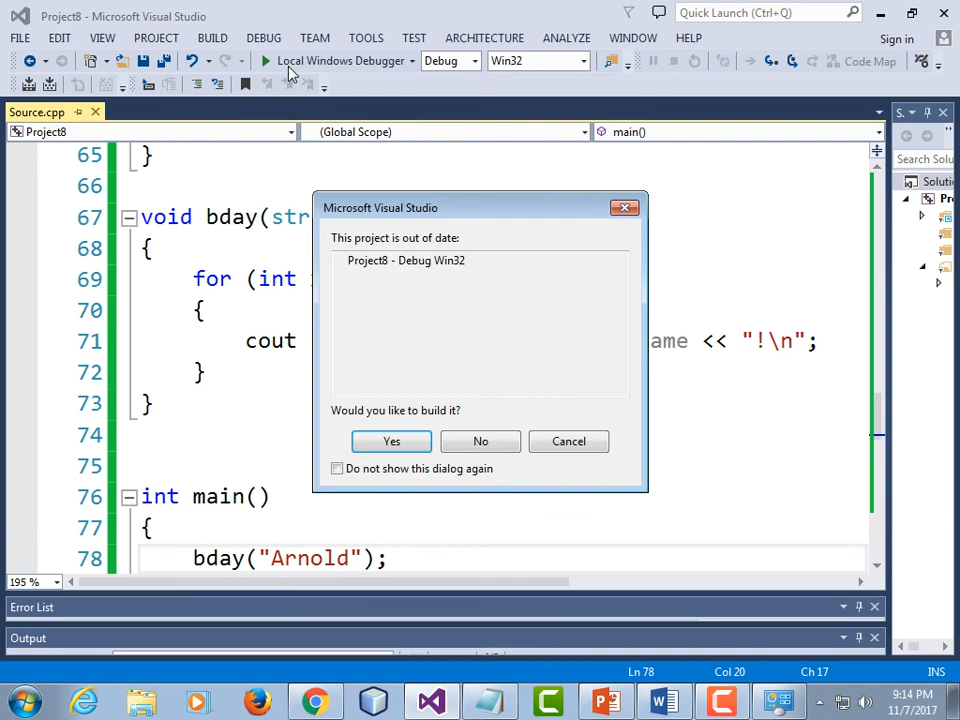 Project8 - Microsoft Visual Studio
Quick Launch (Ctrl+Q)
FILE EDIT VIEW PROJECT BUILD DEBUG TEAM TOOLS TEST ARCHITECTURE ANALYZE WINDOW HELP Sign in
Local Windows Debugger Debug Win32 Code Map
Source.cpp
S.
Project8 (Global Scope) main()
Search Solu
Soluti
Pr
65 }
66
67 void bday(str
68 {
69 for (int
70 {
71 cout ame << "!\n";
72 }
73 }
74
75
76 int main()
77 {
78 bday("Arnold");
Microsoft Visual Studio
This project is out of date:
Project8 - Debug Win32
Would you like to build it?
Yes No Cancel
Do not show this dialog again
195 %
Error List
Output
Ln 78 Col 20 Ch 17 INS
9:14 PM
11/7/2017